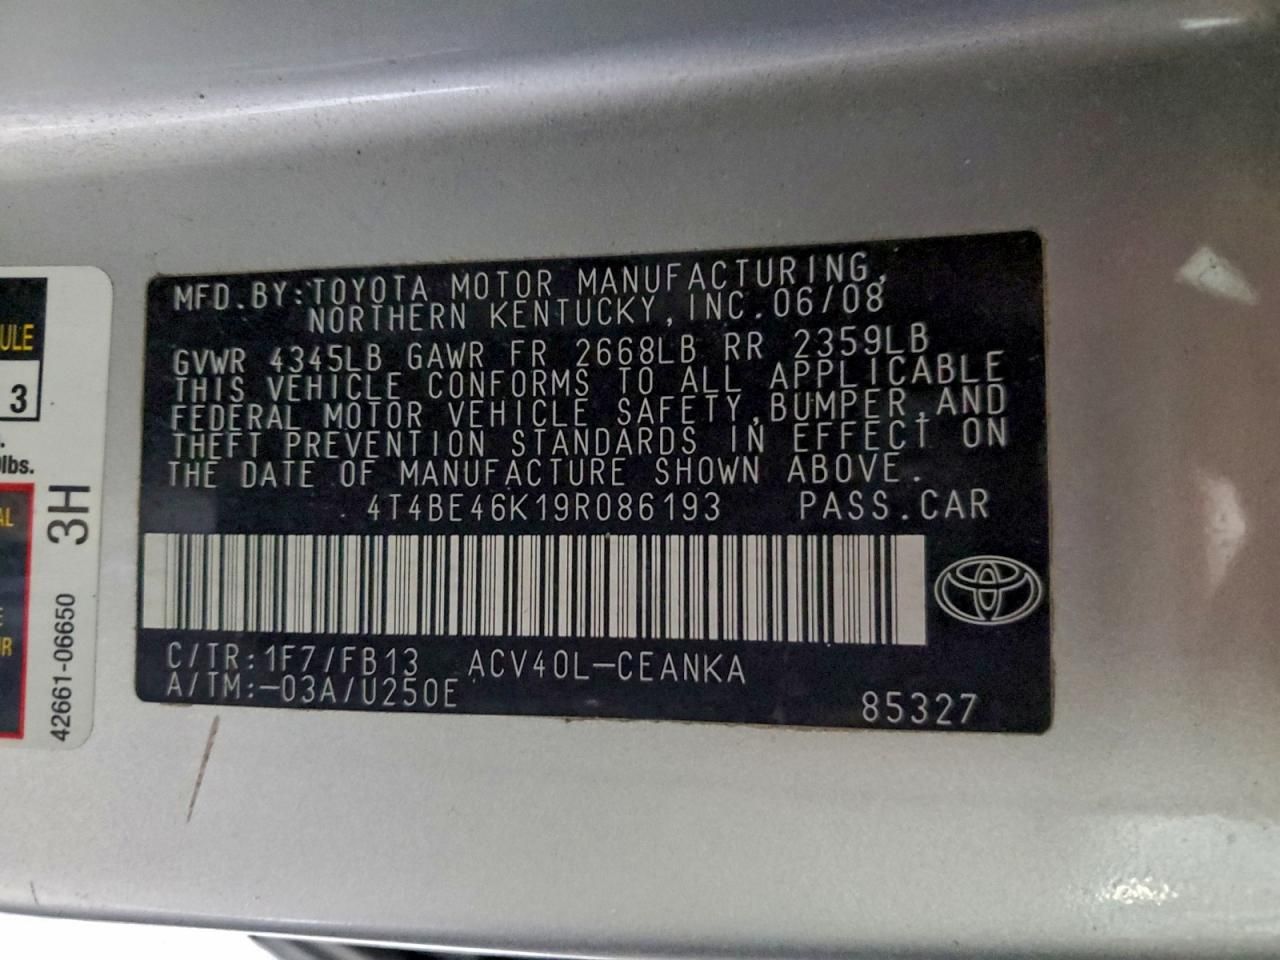 ULE
3
lbs.
AL
3H
42661-06650
MFD.BY:TOYOTA MOTOR MANUFACTURING,
NORTHERN KENTUCKY,INC.06/08
GVWR 4345LB GAWR FR 2668LB RR 2359LB
THIS VEHICLE CONFORMS TO ALL APPLICABLE
FEDERAL MOTOR VEHICLE SAFETY,BUMPER,AND
THEFT PREVENTION STANDARDS IN EFFECT ON
THE DATE OF MANUFACTURE SHOWN ABOVE.
4T4BE46K19R086193 PASS.CAR
C/TR:1F7/FB13 ACV40L-CEANKA
A/TM:-03A/U250E
85327